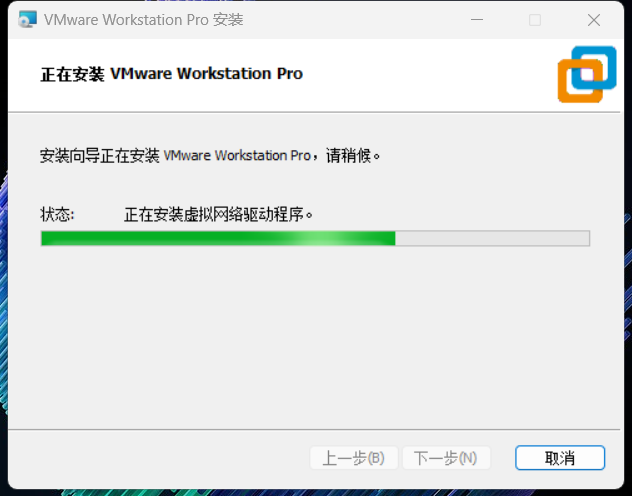 VMware Workstation Pro 安装
正在安装 VMware Workstation Pro
安装向导正在安装 VMware Workstation Pro，请稍候。
状态: 正在安装虚拟网络驱动程序。
上一步(B) 下一步(N) 取消